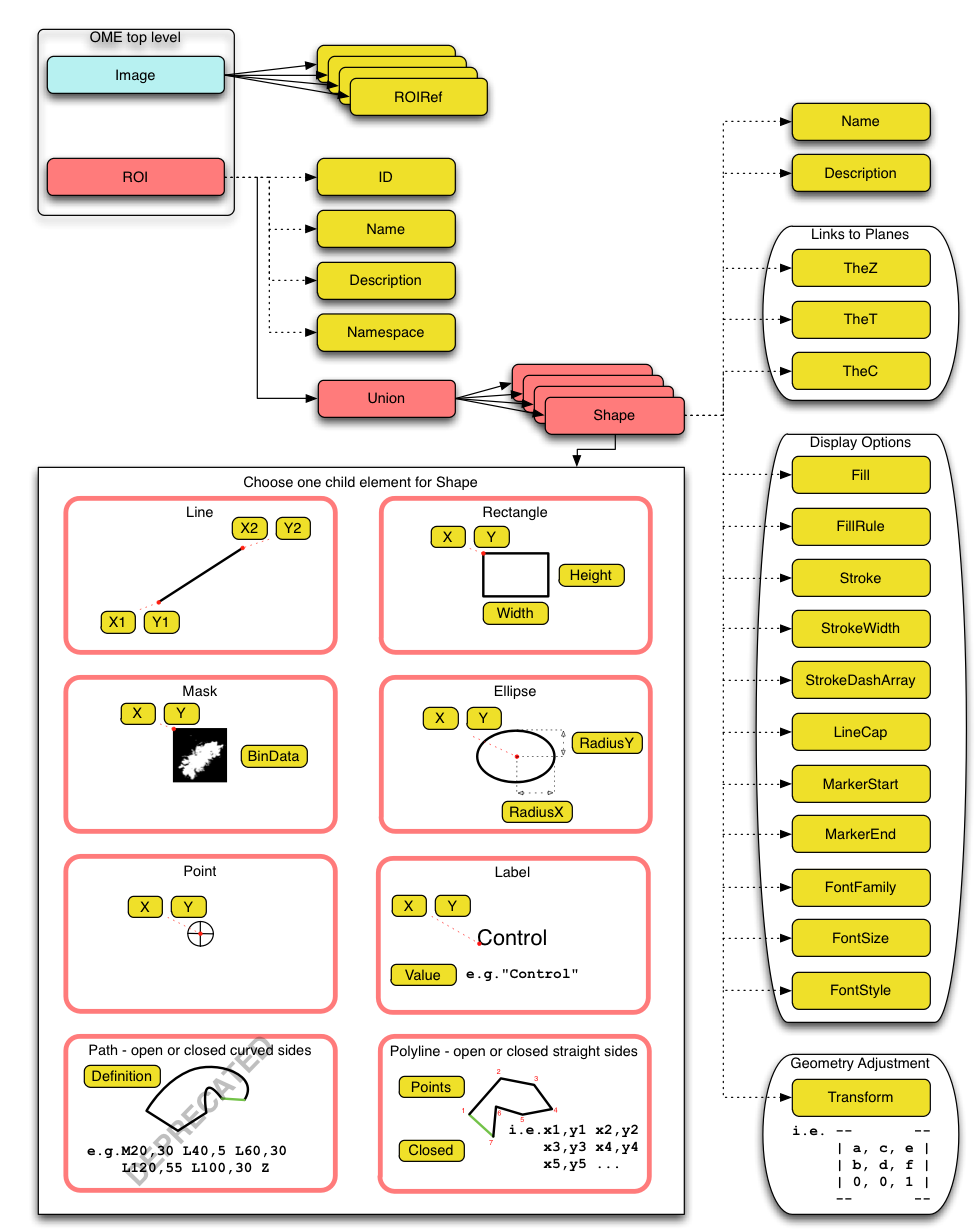 OME top level
Image
ROIRef
ROI
ID
Name
Description
Namespace
Union
Shape
Name
Description
Links to Planes
TheZ
TheT
TheC
Display Options
Fill
FillRule
Stroke
StrokeWidth
StrokeDashArray
LineCap
MarkerStart
MarkerEnd
FontFamily
FontSize
FontStyle
Geometry Adjustment
Transform
i.e. -- --
| a, c, e |
| b, d, f |
| 0, 0, 1 |
-- --
Choose one child element for Shape
Line
X2 Y2
X1 Y1
Rectangle
X Y
Height
Width
Mask
X Y
BinData
Ellipse
X Y
RadiusY
RadiusX
Point
X Y
Label
X Y
Control
Value e.g."Control"
Path - open or closed curved sides
Definition
DEPRECATED
e.g.M20,30 L40,5 L60,30
L120,55 L100,30 Z
Polyline - open or closed straight sides
Points
1
2
3
4
5
6
7
Closed
i.e.x1,y1 x2,y2
x3,y3 x4,y4
x5,y5 ...